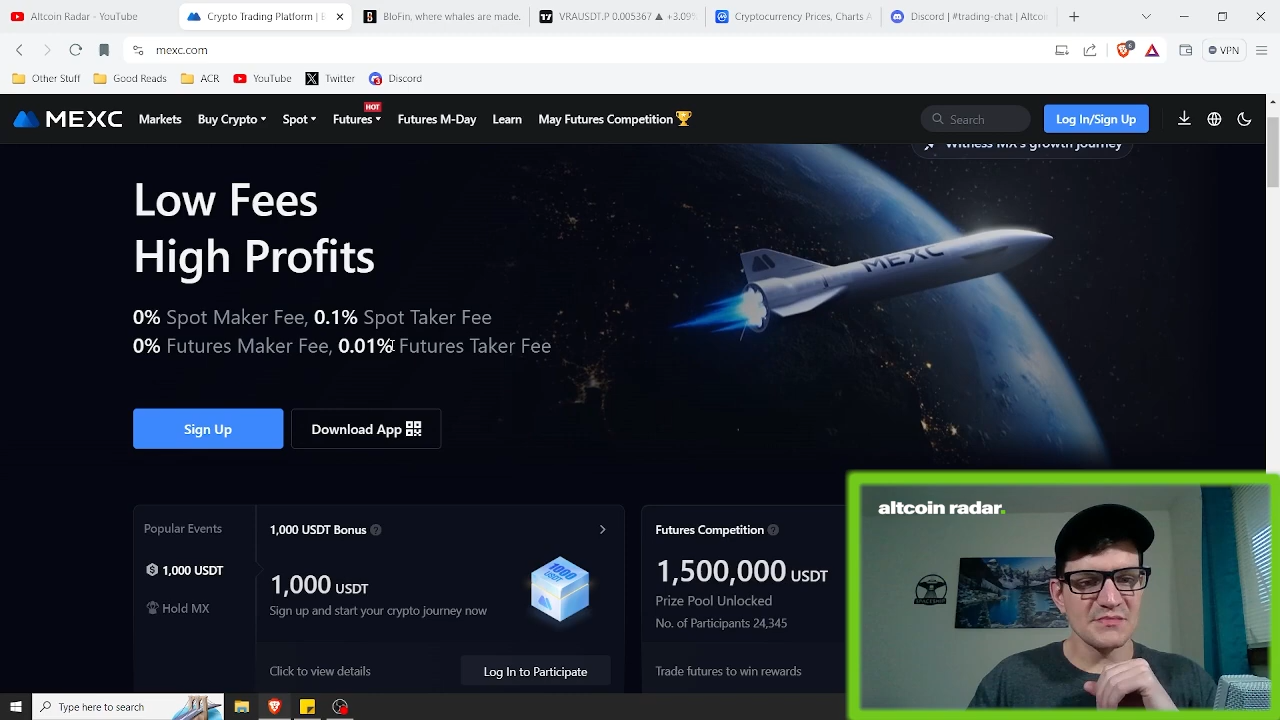 Altcoin Radar - YouTube
Crypto Trading Platform | B
BloFin, where whales are made.
VRAUSDT.P 0.005367 ▲ +3.09%
Cryptocurrency Prices, Charts A
Discord | #trading-chat | Altcoi
mexc.com
6
VPN
Other Stuff
Good Reads
ACR
YouTube
Twitter
Discord
MEXC
Markets
Buy Crypto
Spot
HOT
Futures
Futures M-Day
Learn
May Futures Competition
Search
Log In/Sign Up
Witness MX's growth journey
Low Fees
High Profits
MEXC
0% Spot Maker Fee, 0.1% Spot Taker Fee
0% Futures Maker Fee, 0.01% Futures Taker Fee
Sign Up
Download App
Popular Events
1,000 USDT
Hold MX
1,000 USDT Bonus
1,000 USDT
Sign up and start your crypto journey now
1000
USDT
Click to view details
Log In to Participate
Futures Competition
1,500,000 USDT
Prize Pool Unlocked
No. of Participants 24,345
Trade futures to win rewards
altcoin radar.
SPACESHIP
Type here to search